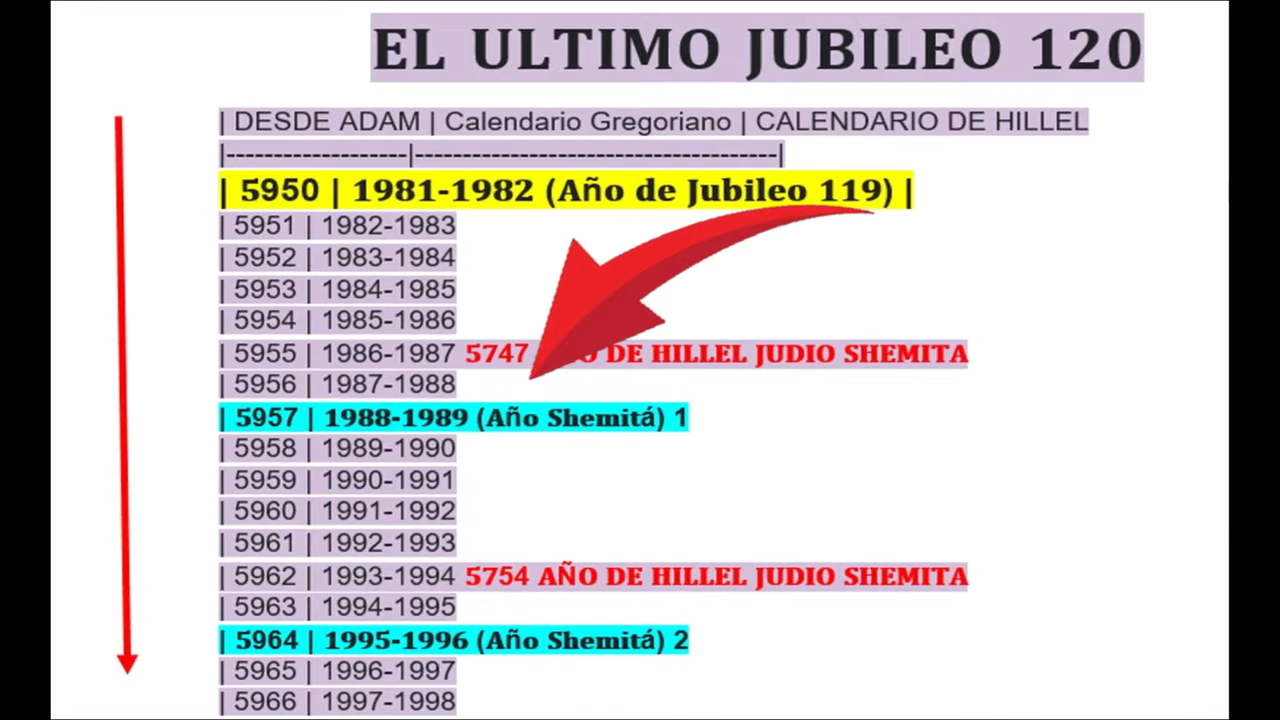 EL ULTIMO JUBILEO 120
| DESDE ADAM | Calendario Gregoriano | CALENDARIO DE HILLEL
|-------------------|--------------------------------------|
| 5950 | 1981-1982 (Año de Jubileo 119) |
| 5951 | 1982-1983
| 5952 | 1983-1984
| 5953 | 1984-1985
| 5954 | 1985-1986
| 5955 | 1986-1987 5747 DE HILLEL JUDIO SHEMITA
| 5956 | 1987-1988
| 5957 | 1988-1989 (Año Shemitá) 1
| 5958 | 1989-1990
| 5959 | 1990-1991
| 5960 | 1991-1992
| 5961 | 1992-1993
| 5962 | 1993-1994 5754 AÑO DE HILLEL JUDIO SHEMITA
| 5963 | 1994-1995
| 5964 | 1995-1996 (Año Shemitá) 2
| 5965 | 1996-1997
| 5966 | 1997-1998